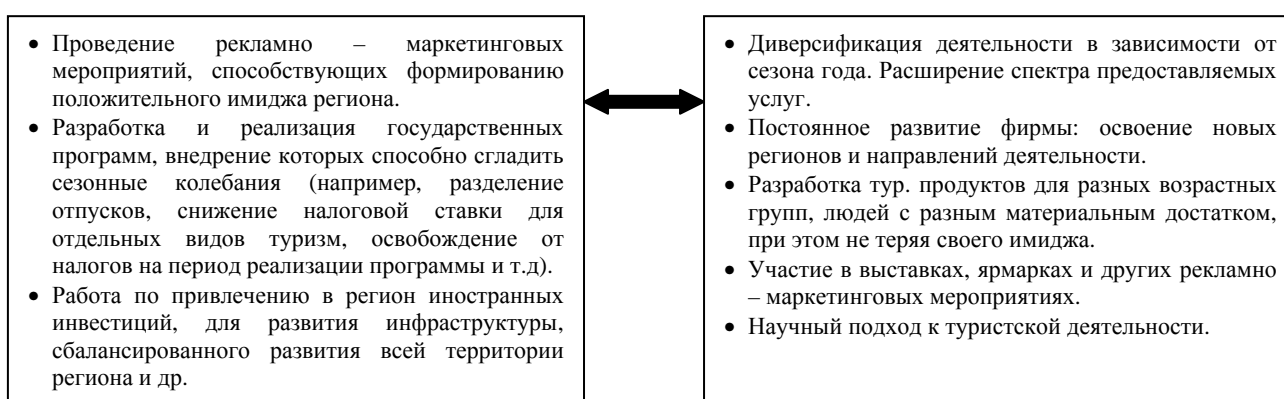 • Проведение рекламно – маркетинговых
мероприятий, способствующих формированию
положительного имиджа региона.
• Разработка и реализация государственных
программ, внедрение которых способно сгладить
сезонные колебания (например, разделение
отпусков, снижение налоговой ставки для
отдельных видов туризм, освобождение от
налогов на период реализации программы и т.д).
• Работа по привлечению в регион иностранных
инвестиций, для развития инфраструктуры,
сбалансированного развития всей территории
региона и др.
• Диверсификация деятельности в зависимости от
сезона года. Расширение спектра предоставляемых
услуг.
• Постоянное развитие фирмы: освоение новых
регионов и направлений деятельности.
• Разработка тур. продуктов для разных возрастных
групп, людей с разным материальным достатком,
при этом не теряя своего имиджа.
• Участие в выставках, ярмарках и других рекламно
– маркетинговых мероприятиях.
• Научный подход к туристской деятельности.